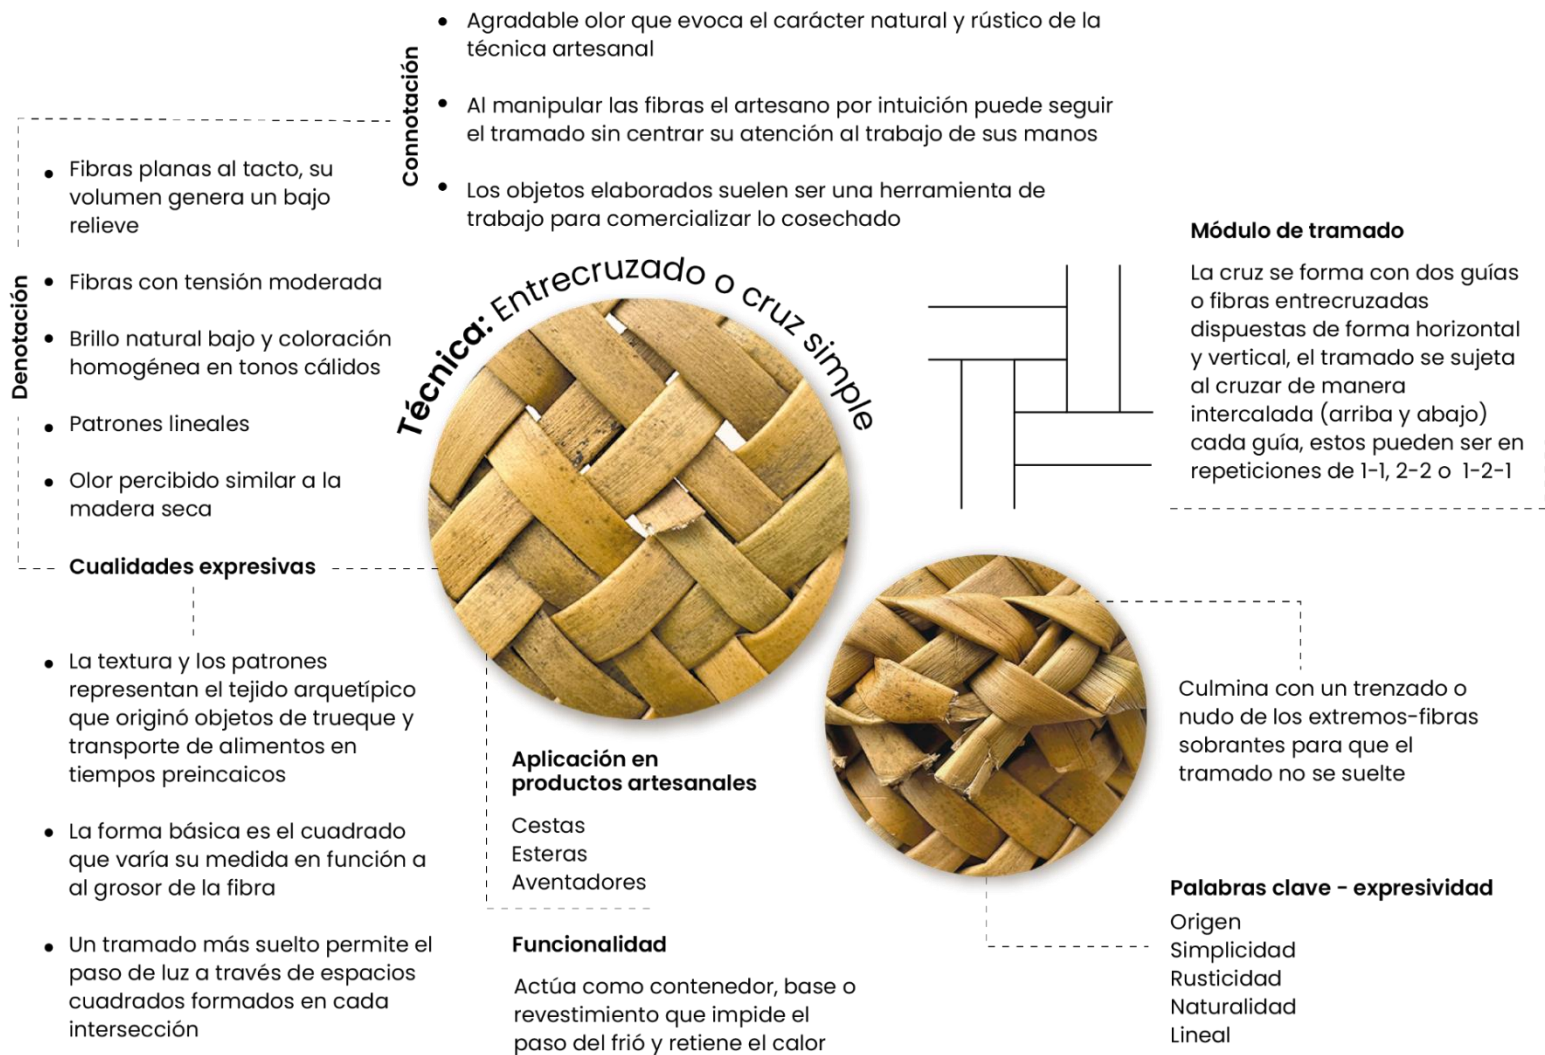 Connotación
• Agradable olor que evoca el carácter natural y rústico de la
técnica artesanal
• Al manipular las fibras el artesano por intuición puede seguir
el tramado sin centrar su atención al trabajo de sus manos
• Los objetos elaborados suelen ser una herramienta de
trabajo para comercializar lo cosechado
Denotación
• Fibras planas al tacto, su
volumen genera un bajo
relieve
• Fibras con tensión moderada
• Brillo natural bajo y coloración
homogénea en tonos cálidos
• Patrones lineales
• Olor percibido similar a la
madera seca
Cualidades expresivas
• La textura y los patrones
representan el tejido arquetípico
que originó objetos de trueque y
transporte de alimentos en
tiempos preincaicos
• La forma básica es el cuadrado
que varía su medida en función a
al grosor de la fibra
• Un tramado más suelto permite el
paso de luz a través de espacios
cuadrados formados en cada
intersección
Técnica: Entrecruzado o cruz simple
Aplicación en
productos artesanales
Cestas
Esteras
Aventadores
Funcionalidad
Actúa como contenedor, base o
revestimiento que impide el
paso del frió y retiene el calor
Módulo de tramado
La cruz se forma con dos guías
o fibras entrecruzadas
dispuestas de forma horizontal
y vertical, el tramado se sujeta
al cruzar de manera
intercalada (arriba y abajo)
cada guía, estos pueden ser en
repeticiones de 1-1, 2-2 o 1-2-1
Culmina con un trenzado o
nudo de los extremos-fibras
sobrantes para que el
tramado no se suelte
Palabras clave - expresividad
Origen
Simplicidad
Rusticidad
Naturalidad
Lineal